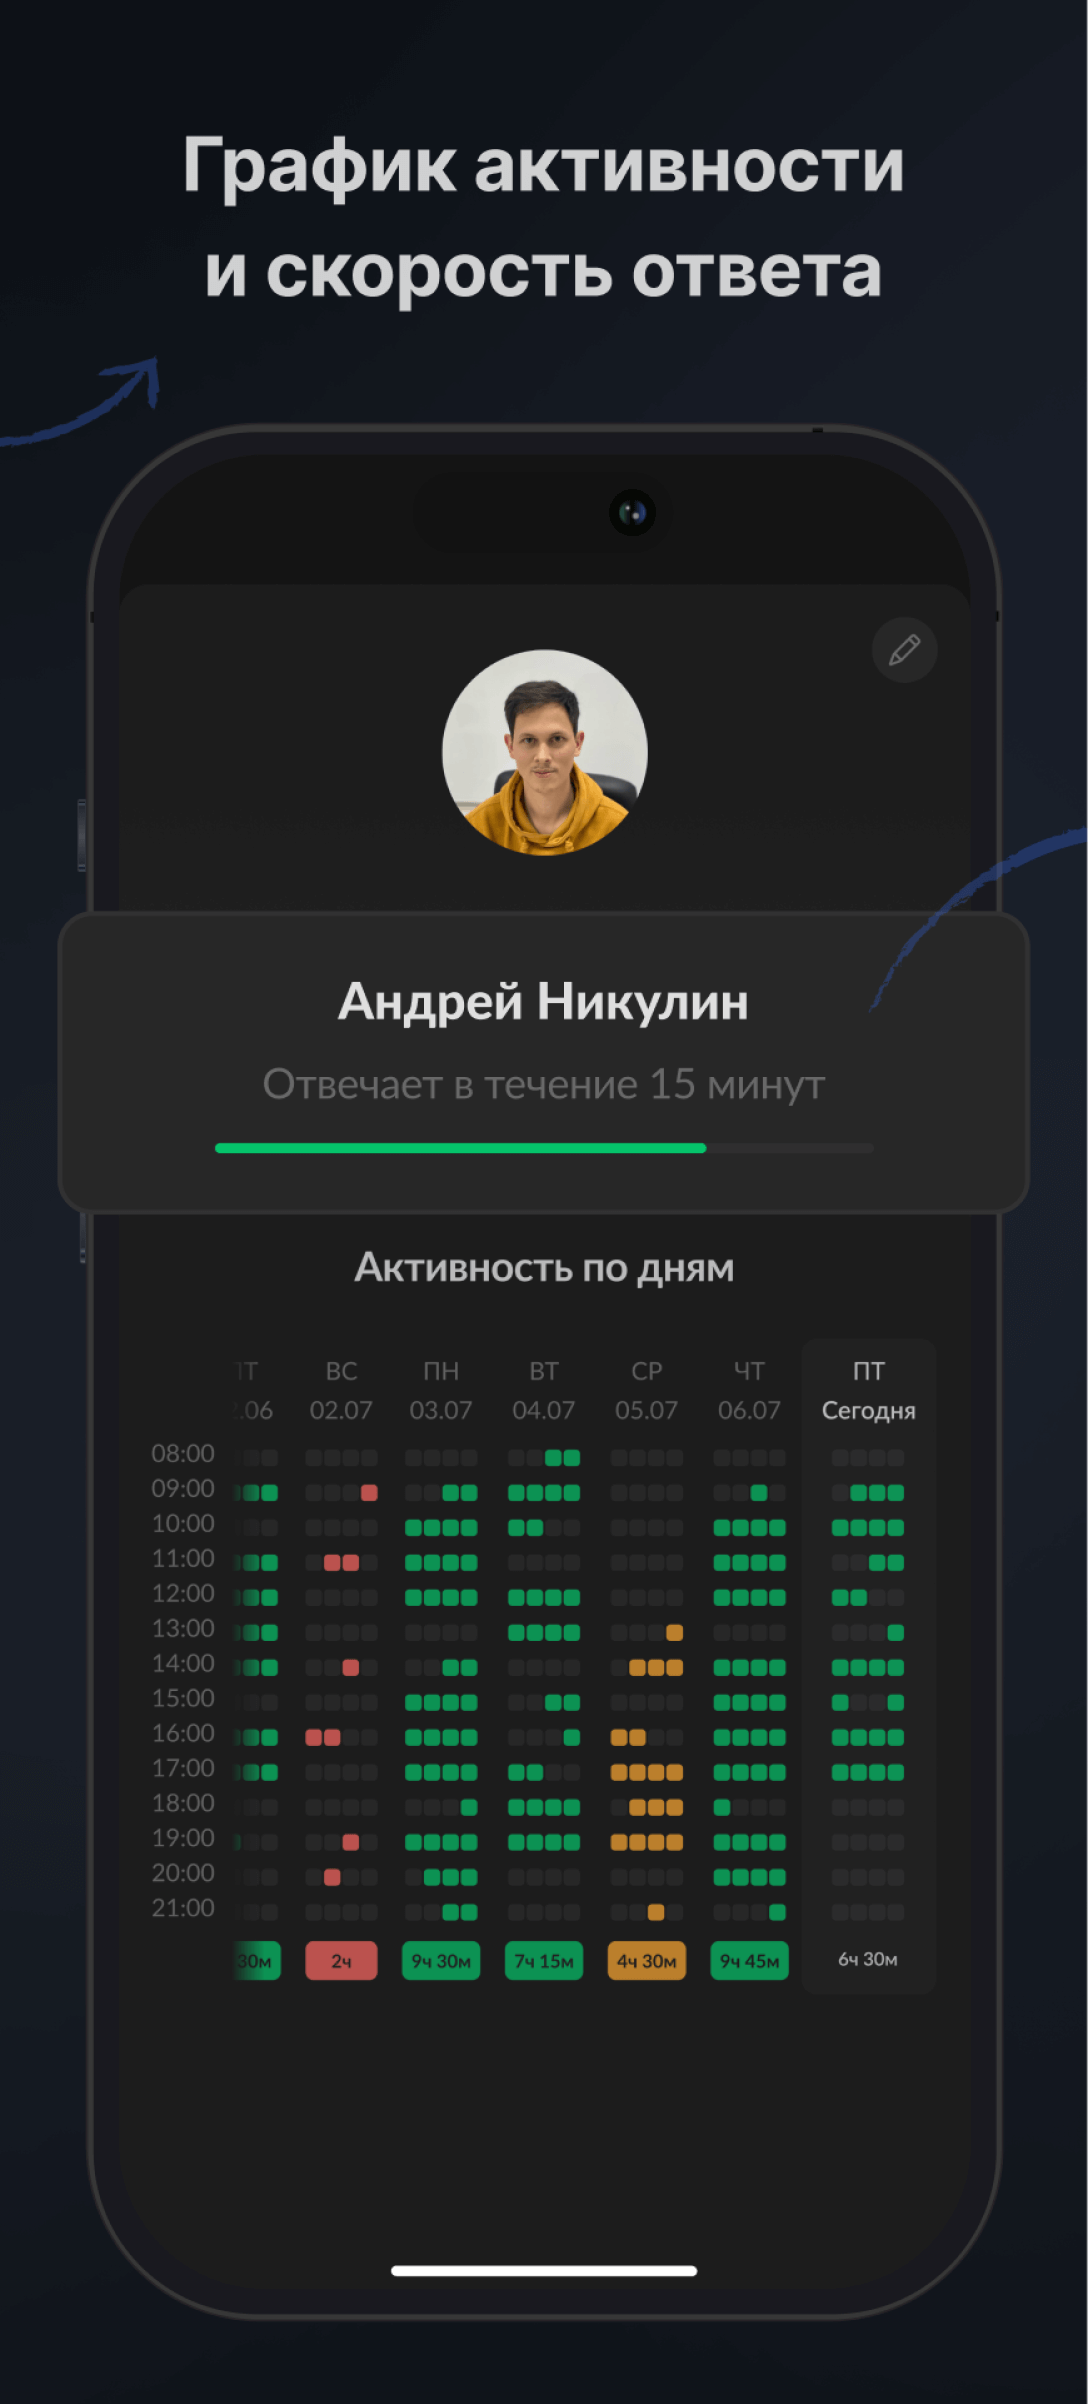 График активности
и скорость ответа
Андрей Никулин
Отвечает в течение 15 минут
Активность по дням
ВС ПН ВТ СР ЧТ ПТ
.06 02.07 03.07 04.07 05.07 06.07 Сегодня
08:00
09:00
10:00
11:00
12:00
13:00
14:00
15:00
16:00
17:00
18:00
19:00
20:00
21:00
30м 2ч 9ч 30м 7ч 15м 4ч 30м 9ч 45м 6ч 30м